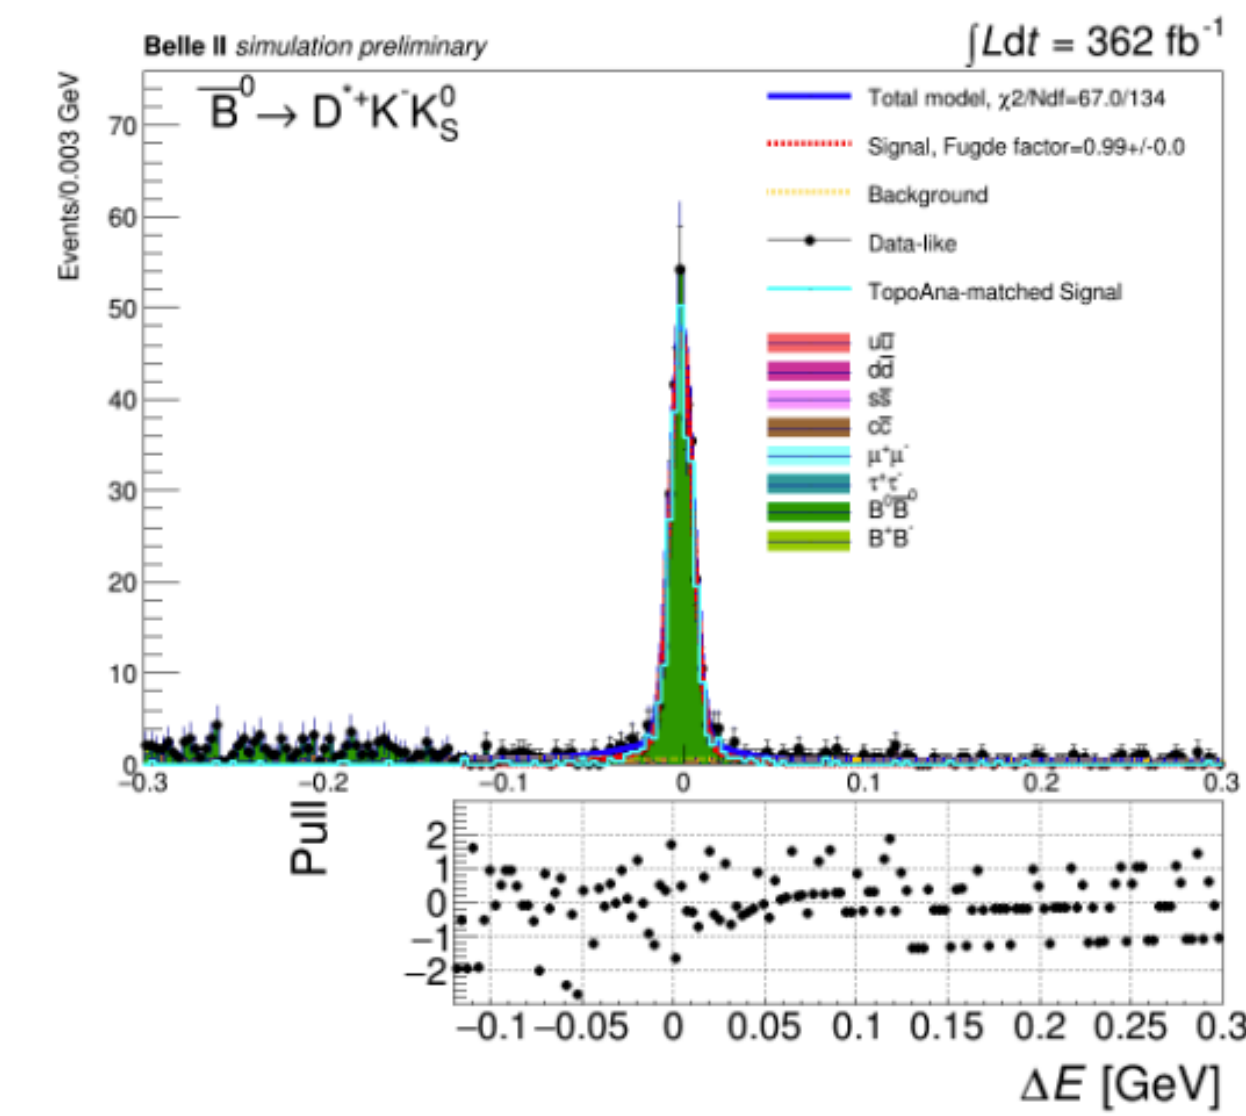 Belle II simulation preliminary
∫Ldt = 362 fb⁻¹
Events/0.003 GeV
B̅⁰ → D*⁺K⁻K⁰_S
Total model, χ2/Ndf=67.0/134
Signal, Fugde factor=0.99+/-0.0
Background
Data-like
TopoAna-matched Signal
uu̅
dd̅
ss̅
cc̅
μ⁺μ⁻
τ⁺τ⁻
B⁰B̅⁰
B⁺B⁻
70
60
50
40
30
20
10
0
−0.3 −0.2 −0.1 0 0.1 0.2 0.3
Pull
2
1
0
−1
−2
−0.1 −0.05 0 0.05 0.1 0.15 0.2 0.25 0.3
ΔE [GeV]